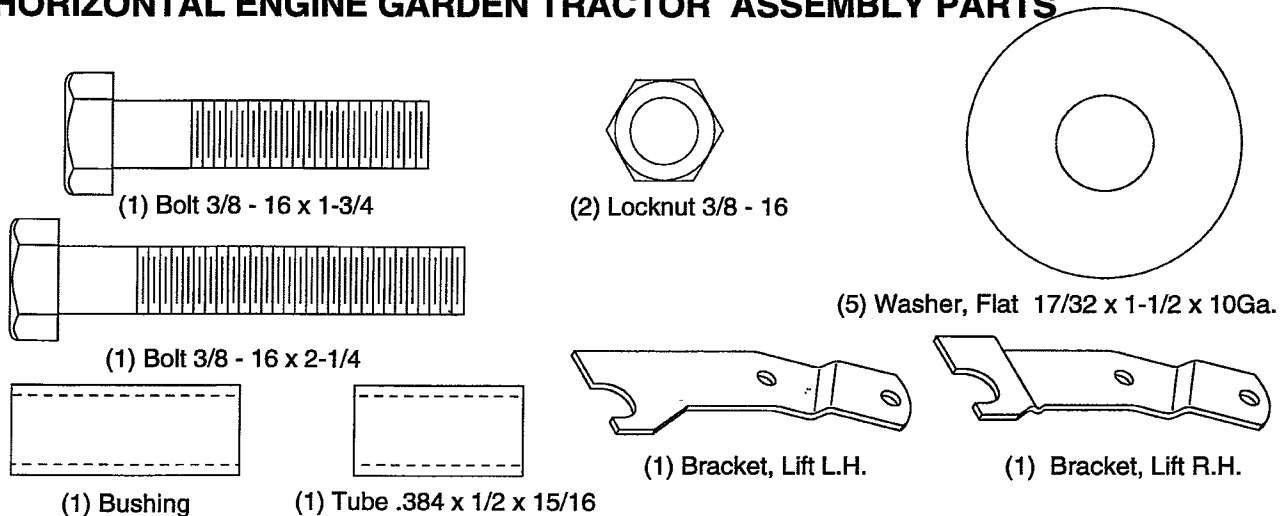 HORIZONTAL ENGINE GARDEN TRACTOR ASSEMBLY PARTS
(1) Bolt 3/8 - 16 x 1-3/4
(2) Locknut 3/8 - 16
(5) Washer, Flat 17/32 x 1-1/2 x 10Ga.
(1) Bolt 3/8 - 16 x 2-1/4
(1) Bracket, Lift L.H.
(1) Bracket, Lift R.H.
(1) Bushing
(1) Tube .384 x 1/2 x 15/16